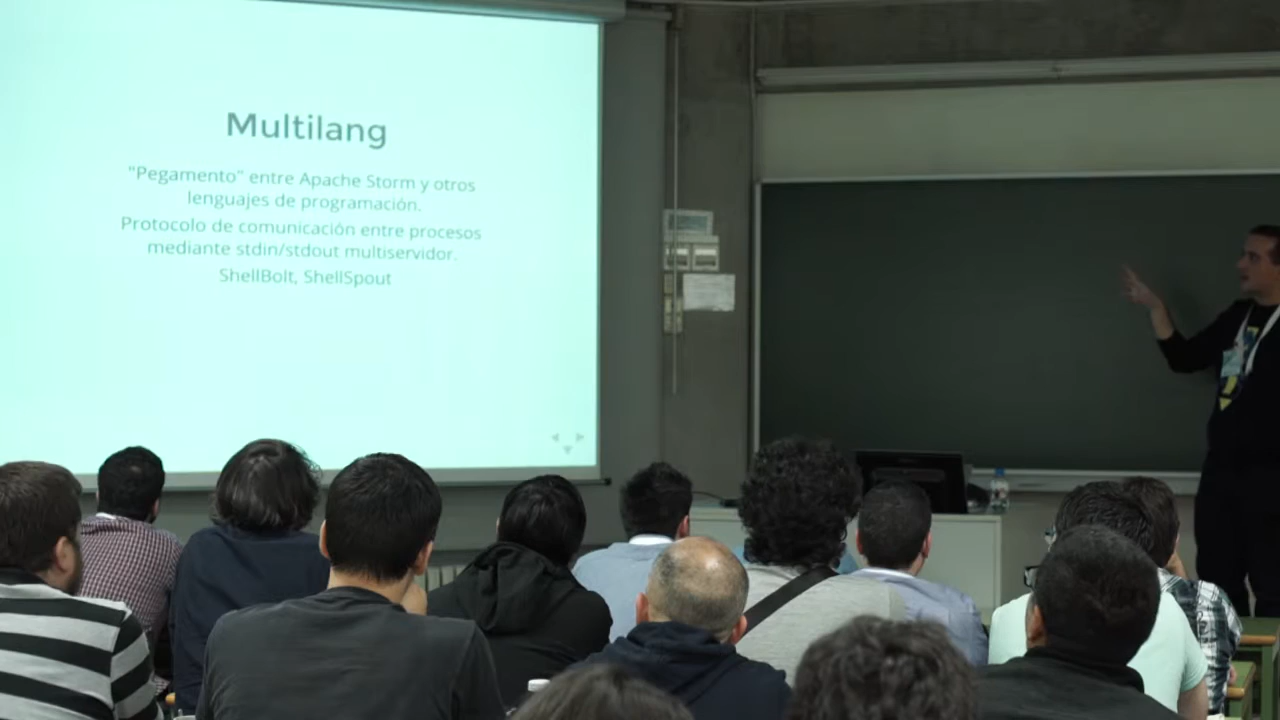 Multilang
"Pegamento" entre Apache Storm y otros
lenguajes de programación.
Protocolo de comunicación entre procesos
mediante stdin/stdout multiservidor.
ShellBolt, ShellSpout